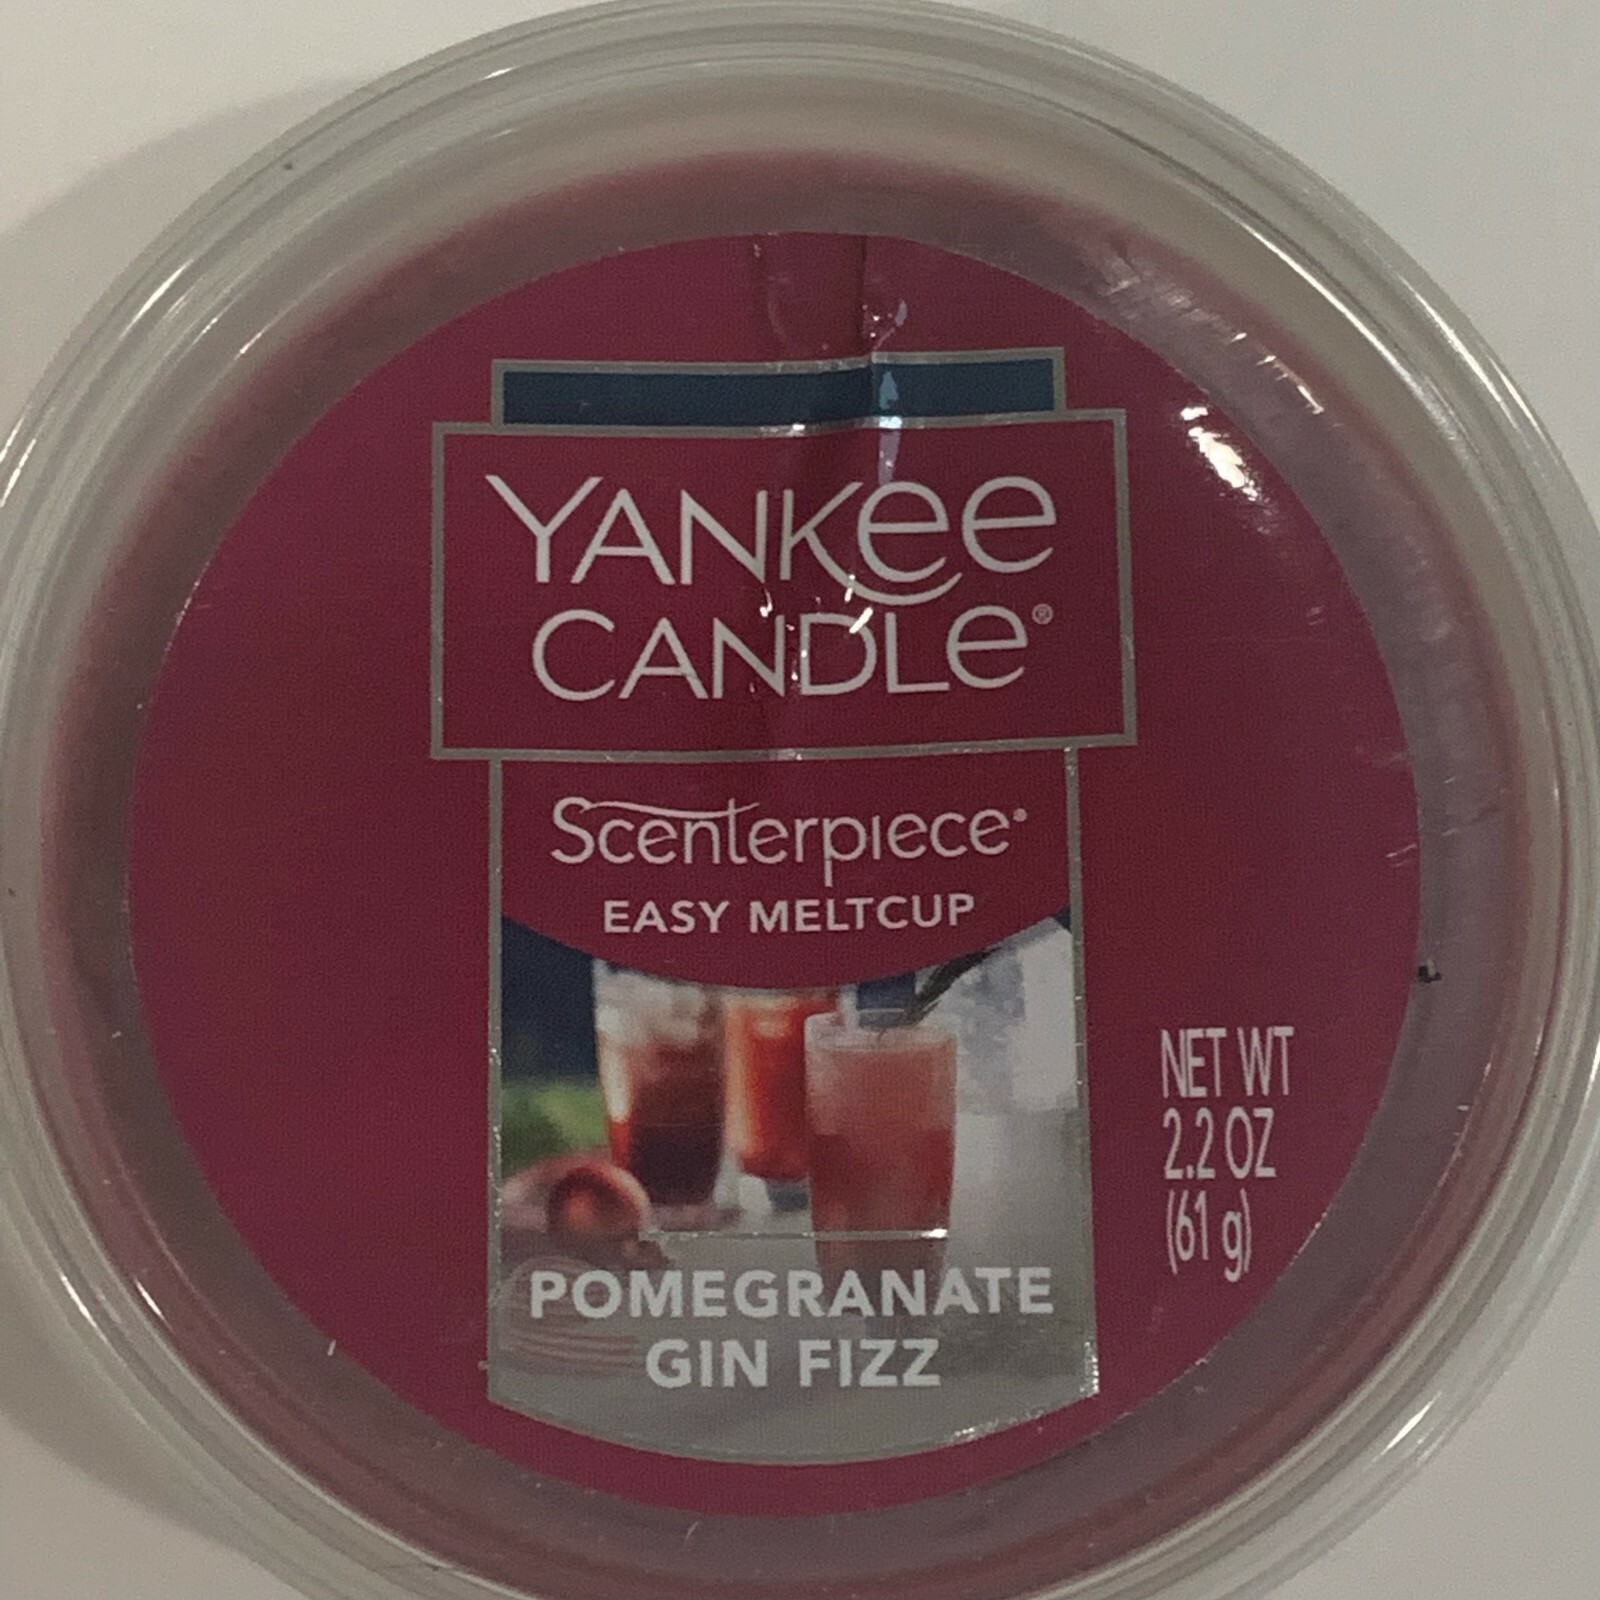 YANKEE
CANDLE®
Scenterpiece®
EASY MELTCUP
NET WT
2.2 OZ
(61 g)
POMEGRANATE
GIN FIZZ